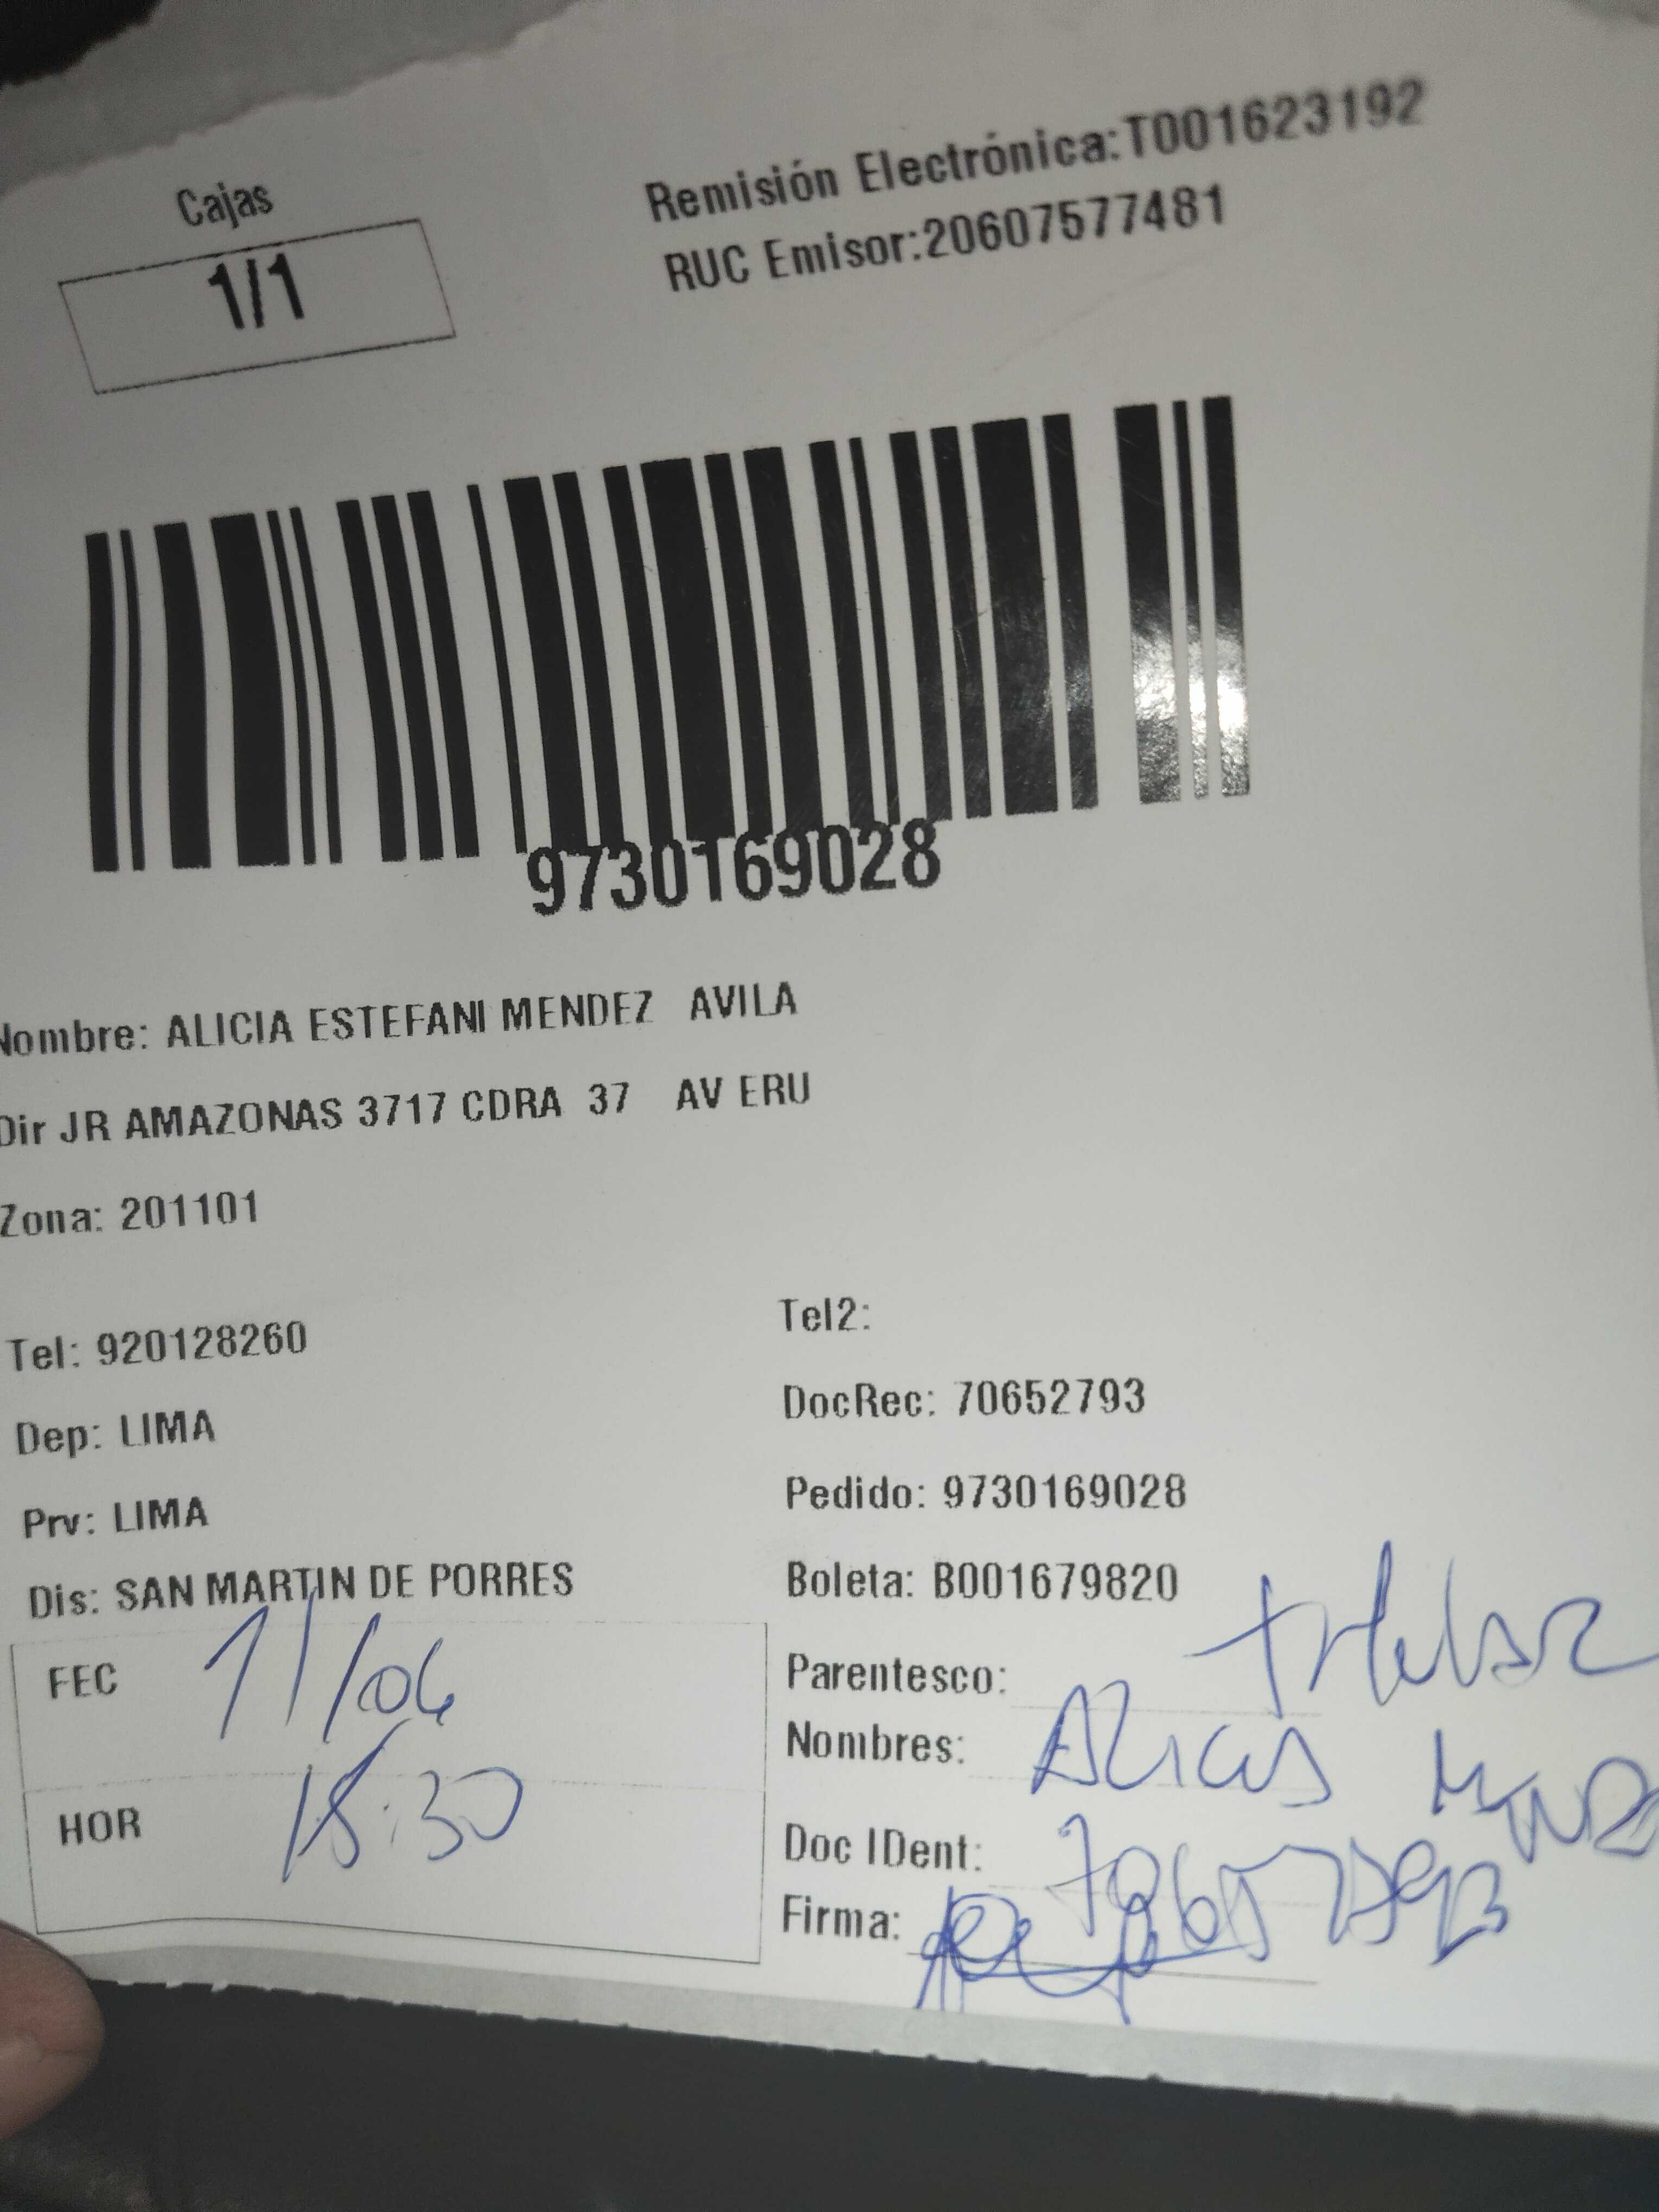 Cajas
1/1
Remisión Electrónica:T001623192
RUC Emisor:20607577481
9730169028
Nombre: ALICIA ESTEFANI MENDEZ AVILA
Dir JR AMAZONAS 3717 CDRA 37 AV ERU
Zona: 201101
Tel: 920128260
Tel2:
Dep: LIMA
DocRec: 70652793
Prv: LIMA
Pedido: 9730169028
Dis: SAN MARTIN DE PORRES
Boleta: B001679820
FEC 11/06
HOR
Parentesco:
Nombres:
Doc IDent:
Firma: